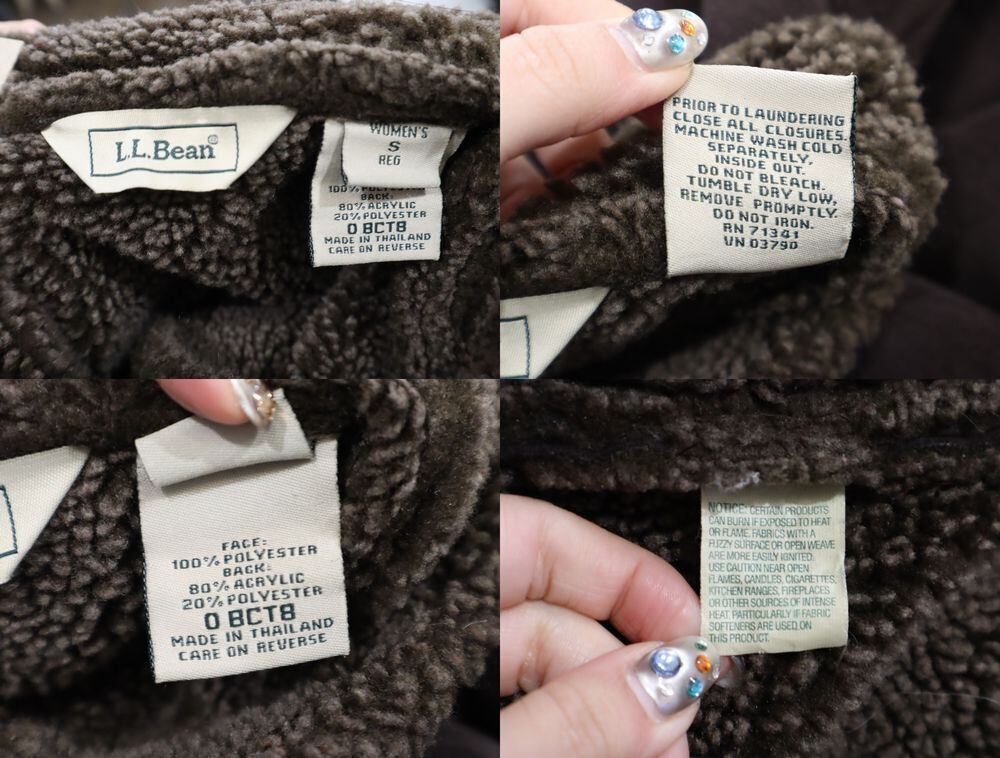 L.L.Bean®
WOMEN'S
S
REG
100% POLYESTER
BACK:
80% ACRYLIC
20% POLYESTER
0 BCT8
MADE IN THAILAND
CARE ON REVERSE
PRIOR TO LAUNDERING
CLOSE ALL CLOSURES.
MACHINE WASH COLD
SEPARATELY,
INSIDE OUT.
DO NOT BLEACH.
TUMBLE DRY LOW,
REMOVE PROMPTLY.
DO NOT IRON.
RN 71341
VN 03790
FACE:
100% POLYESTER
BACK:
80% ACRYLIC
20% POLYESTER
0 BCT8
MADE IN THAILAND
CARE ON REVERSE
NOTICE: CERTAIN PRODUCTS
CAN BURN IF EXPOSED TO HEAT
OR FLAME. FABRICS WITH A
FUZZY SURFACE OR OPEN WEAVE
ARE MORE EASILY IGNITED.
USE CAUTION NEAR OPEN
FLAMES, CANDLES, CIGARETTES,
KITCHEN RANGES, FIREPLACES
OR OTHER SOURCES OF INTENSE
HEAT, PARTICULARLY IF FABRIC
SOFTENERS ARE USED ON
THIS PRODUCT.